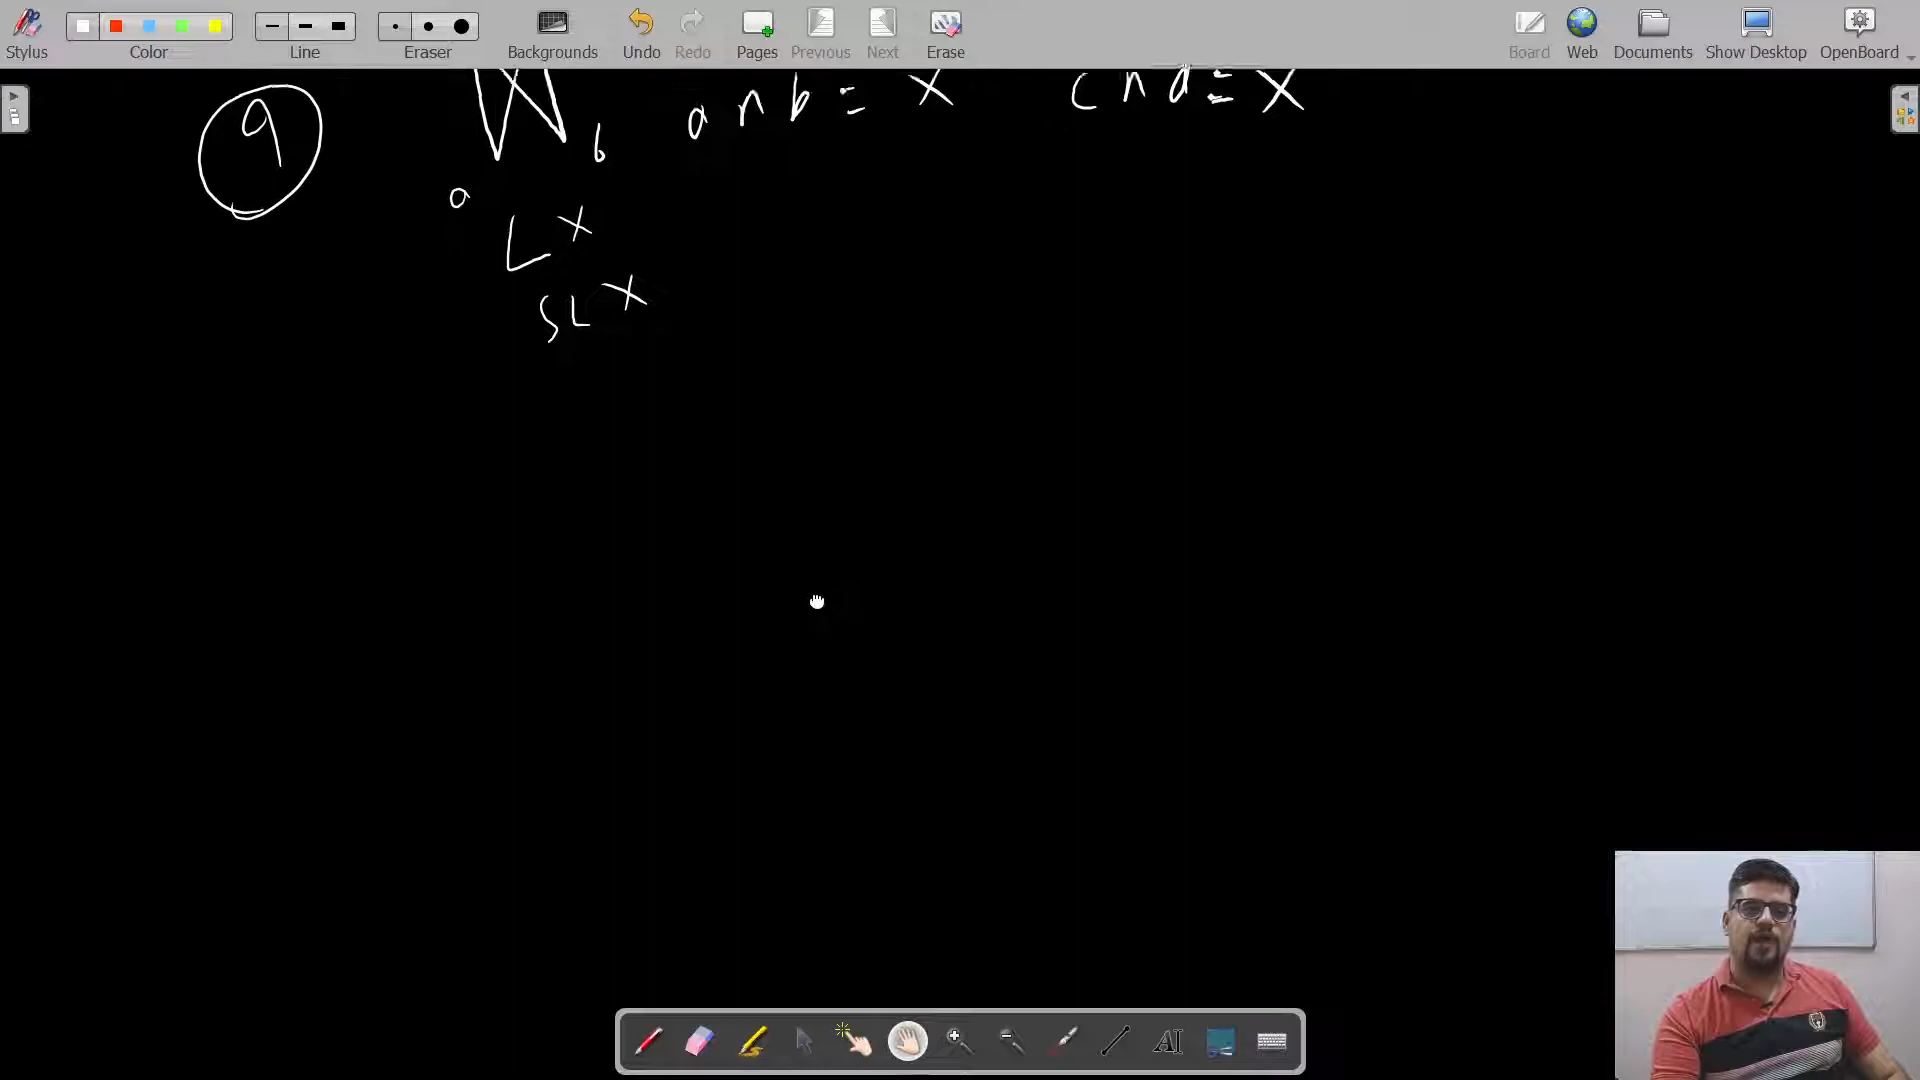 Stylus Color Line Eraser Backgrounds Undo Redo Pages Previous Next Erase Board Web Documents Show Desktop OpenBoard
9
a n b = X c n d = X
b
a
L X
SL X
AI